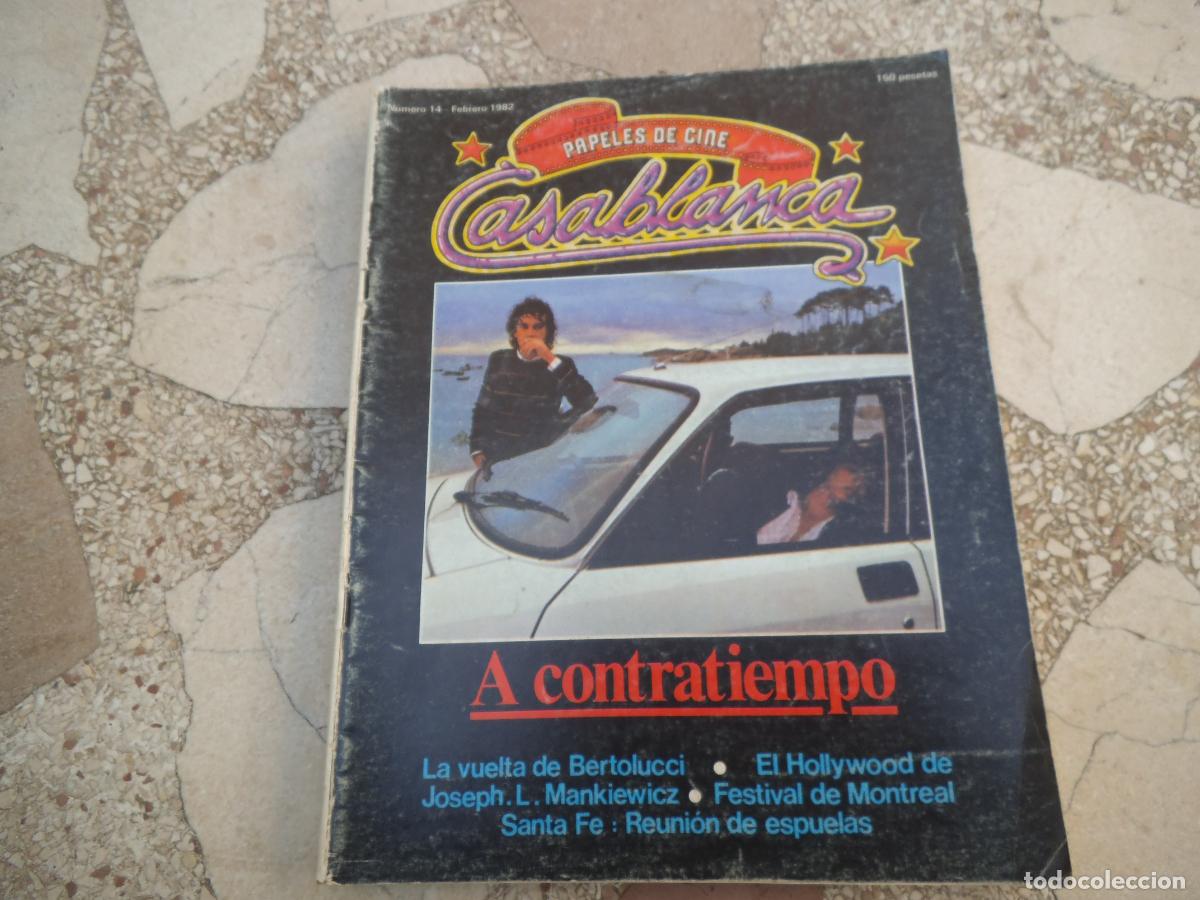 Numero 14 - Febrero 1982
150 pesetas
PAPELES DE CINE
Casablanca
A contratiempo
La vuelta de Bertolucci • El Hollywood de
Joseph.L. Mankiewicz • Festival de Montreal
Santa Fe : Reunión de espuelas
todocoleccion